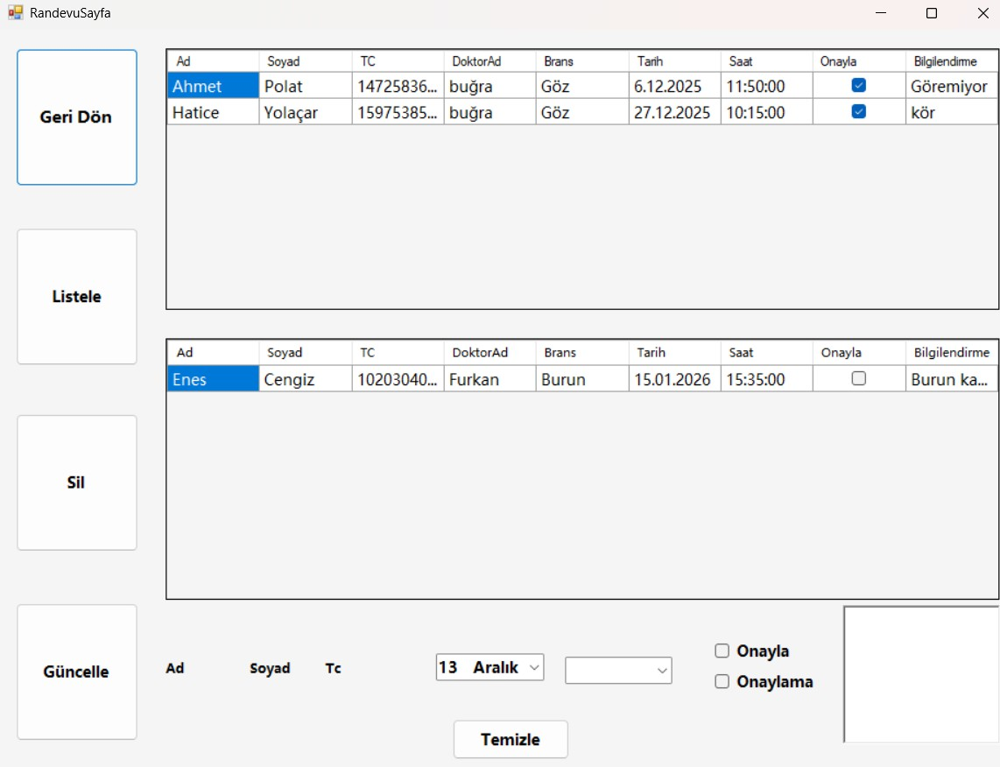 RandevuSayfa
Geri Dön
Listele
Sil
Güncelle
Ad Soyad TC DoktorAd Brans Tarih Saat Onayla Bilgilendirme
Ahmet Polat 14725836... buğra Göz 6.12.2025 11:50:00 Göremiyor
Hatice Yolaçar 15975385... buğra Göz 27.12.2025 10:15:00 kör
Ad Soyad TC DoktorAd Brans Tarih Saat Onayla Bilgilendirme
Enes Cengiz 10203040... Furkan Burun 15.01.2026 15:35:00 Burun ka...
Ad Soyad Tc 13 Aralık
Onayla
Onaylama
Temizle